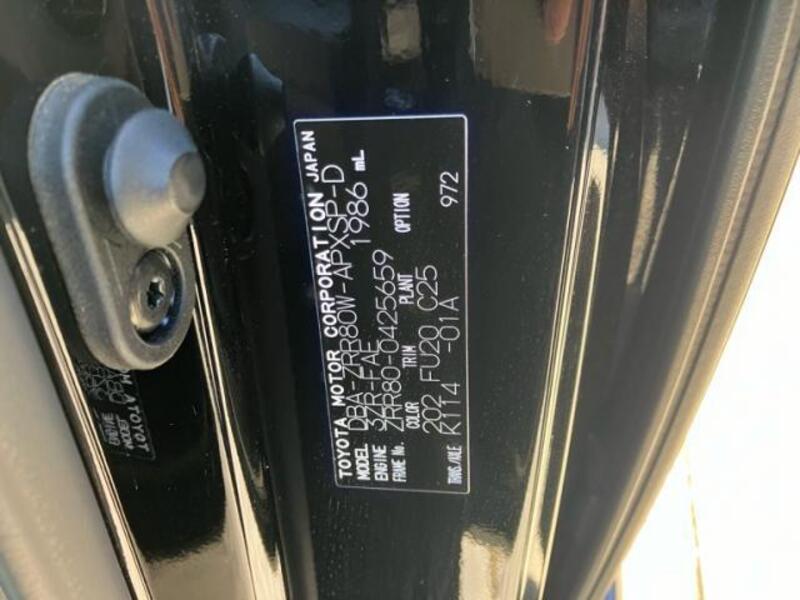 TOYOTA MOTOR CORPORATION JAPAN
MODEL DBA-ZRR80W-APXSP-D
ENGINE 3ZR-FAE 1986 mL
FRAME No. ZRR80-0425659
COLOR TRIM PLANT OPTION
202 FU20 C25
TRANS/AXLE K114 -01A 972